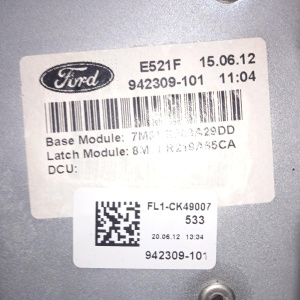 Ford
E521F 15.06.12
942309-101 11:04
Base Module:
Latch Module:
DCU:
FL1-CK49007
533
20.06.12 13:34
942309-101